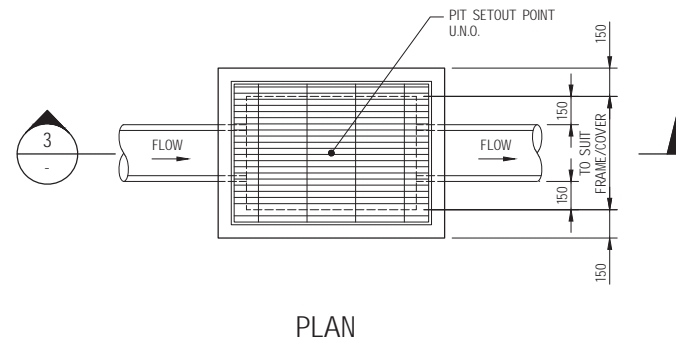 PIT SETOUT POINT
U.N.O.
150
150
3
-
FLOW
FLOW
TO SUIT
FRAME/COVER
150
150
PLAN